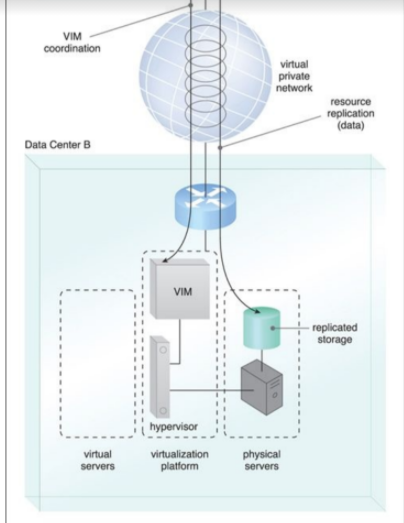 VIM
coordination
virtual
private
network
resource
replication
(data)
Data Center B
VIM
replicated
storage
hypervisor
virtual
servers
virtualization
platform
physical
servers